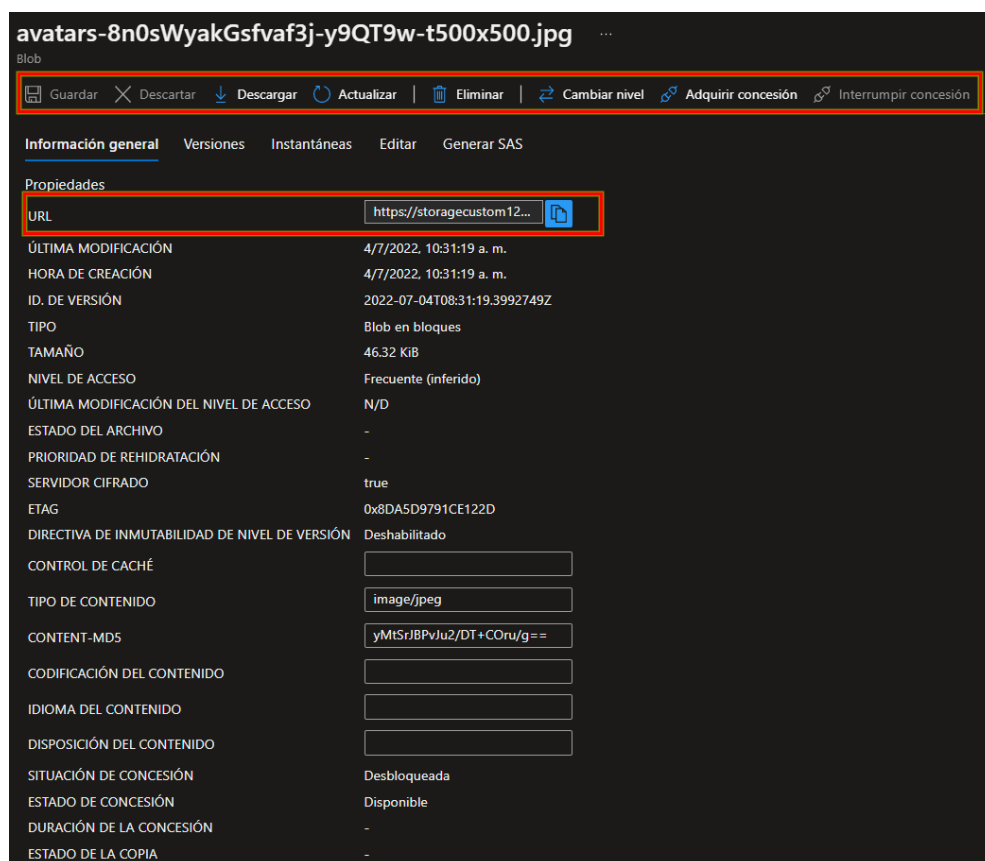 avatars-8n0sWyakGsfvaf3j-y9QT9w-t500x500.jpg ...
Blob
Guardar Descartar Descargar Actualizar Eliminar Cambiar nivel Adquirir concesión Interrumpir concesión
Información general Versiones Instantáneas Editar Generar SAS
Propiedades
URL https://storagecustom12...
ÚLTIMA MODIFICACIÓN 4/7/2022, 10:31:19 a. m.
HORA DE CREACIÓN 4/7/2022, 10:31:19 a. m.
ID. DE VERSIÓN 2022-07-04T08:31:19.3992749Z
TIPO Blob en bloques
TAMAÑO 46.32 KiB
NIVEL DE ACCESO Frecuente (inferido)
ÚLTIMA MODIFICACIÓN DEL NIVEL DE ACCESO N/D
ESTADO DEL ARCHIVO -
PRIORIDAD DE REHIDRATACIÓN -
SERVIDOR CIFRADO true
ETAG 0x8DA5D9791CE122D
DIRECTIVA DE INMUTABILIDAD DE NIVEL DE VERSIÓN Deshabilitado
CONTROL DE CACHÉ
TIPO DE CONTENIDO image/jpeg
CONTENT-MD5 yMtSrJBPvJu2/DT+COru/g==
CODIFICACIÓN DEL CONTENIDO
IDIOMA DEL CONTENIDO
DISPOSICIÓN DEL CONTENIDO
SITUACIÓN DE CONCESIÓN Desbloqueada
ESTADO DE CONCESIÓN Disponible
DURACIÓN DE LA CONCESIÓN -
ESTADO DE LA COPIA -